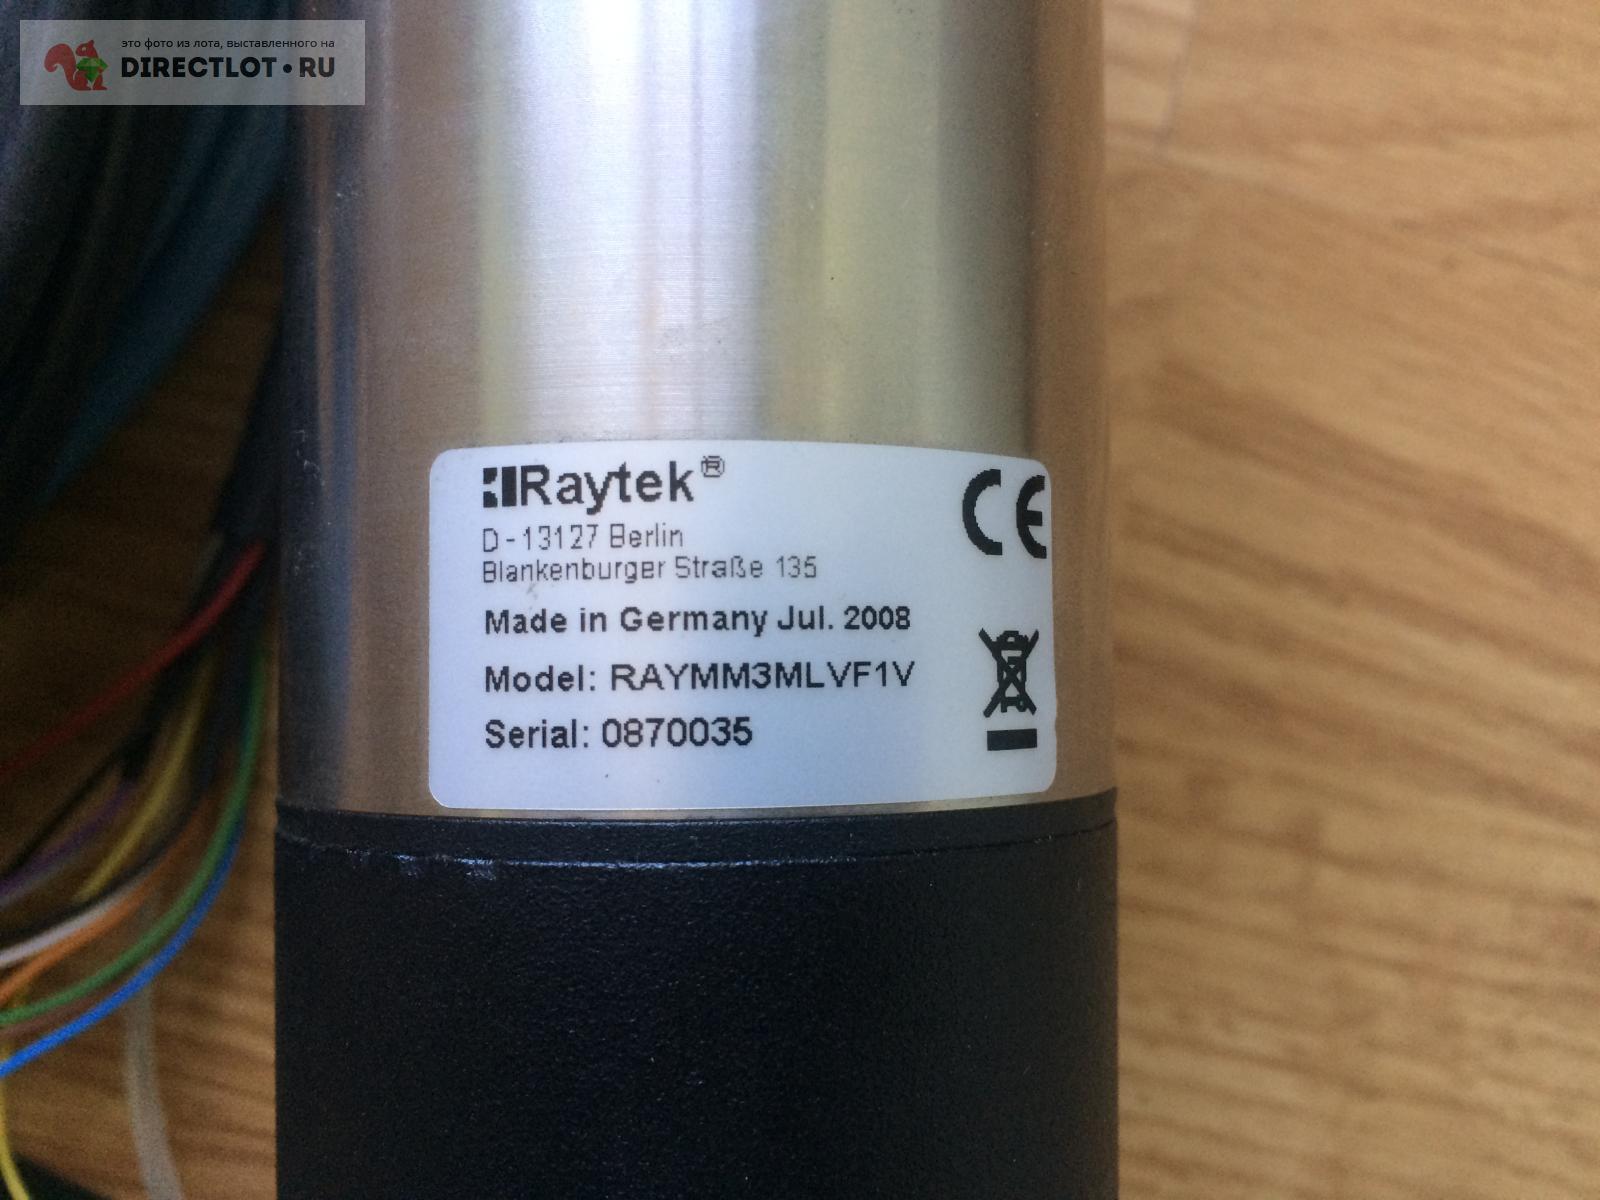 это фото из лота, выставленного на
DIRECTLOT•RU
Raytek®
CE
D - 13127 Berlin
Blankenburger Straße 135
Made in Germany Jul. 2008
Model: RAYMM3MLVF1V
Serial: 0870035